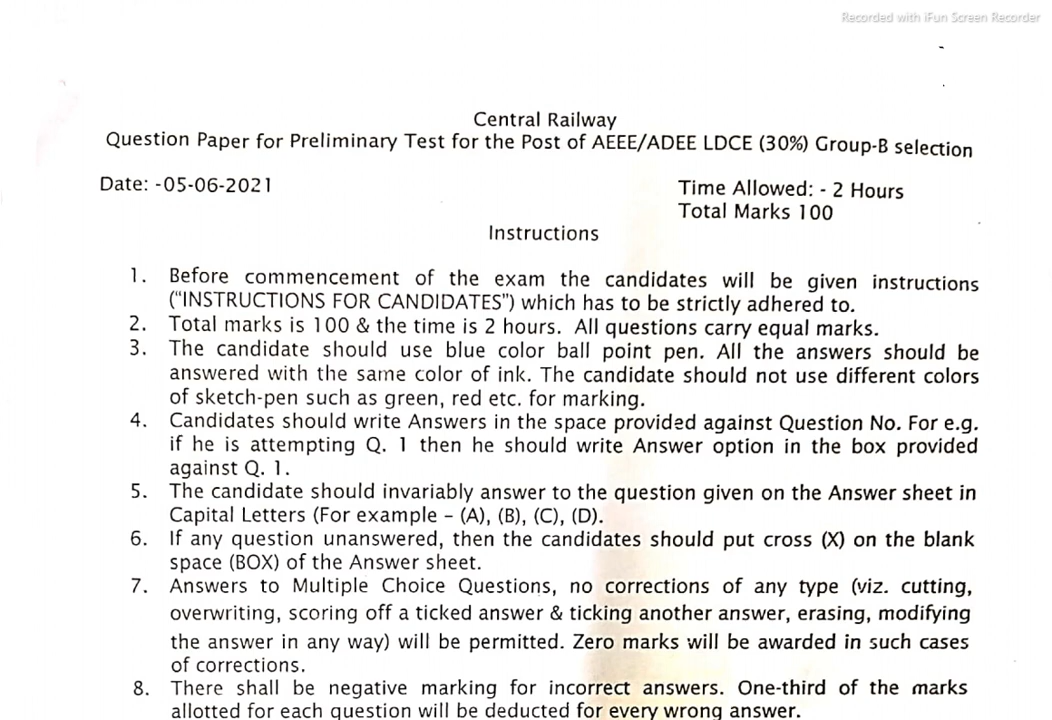 Recorded with iFun Screen Recorder
Central Railway
Question Paper for Preliminary Test for the Post of AEEE/ADEE LDCE (30%) Group-B selection
Date: -05-06-2021
Time Allowed: - 2 Hours
Total Marks 100
Instructions
1. Before commencement of the exam the candidates will be given instructions
("INSTRUCTIONS FOR CANDIDATES") which has to be strictly adhered to.
2. Total marks is 100 & the time is 2 hours. All questions carry equal marks.
3. The candidate should use blue color ball point pen. All the answers should be
answered with the same color of ink. The candidate should not use different colors
of sketch-pen such as green, red etc. for marking.
4. Candidates should write Answers in the space provided against Question No. For e.g.
if he is attempting Q. 1 then he should write Answer option in the box provided
against Q. 1.
5. The candidate should invariably answer to the question given on the Answer sheet in
Capital Letters (For example – (A), (B), (C), (D).
6. If any question unanswered, then the candidates should put cross (X) on the blank
space (BOX) of the Answer sheet.
7. Answers to Multiple Choice Questions, no corrections of any type (viz. cutting,
overwriting, scoring off a ticked answer & ticking another answer, erasing, modifying
the answer in any way) will be permitted. Zero marks will be awarded in such cases
of corrections.
8. There shall be negative marking for incorrect answers. One-third of the marks
allotted for each question will be deducted for every wrong answer.